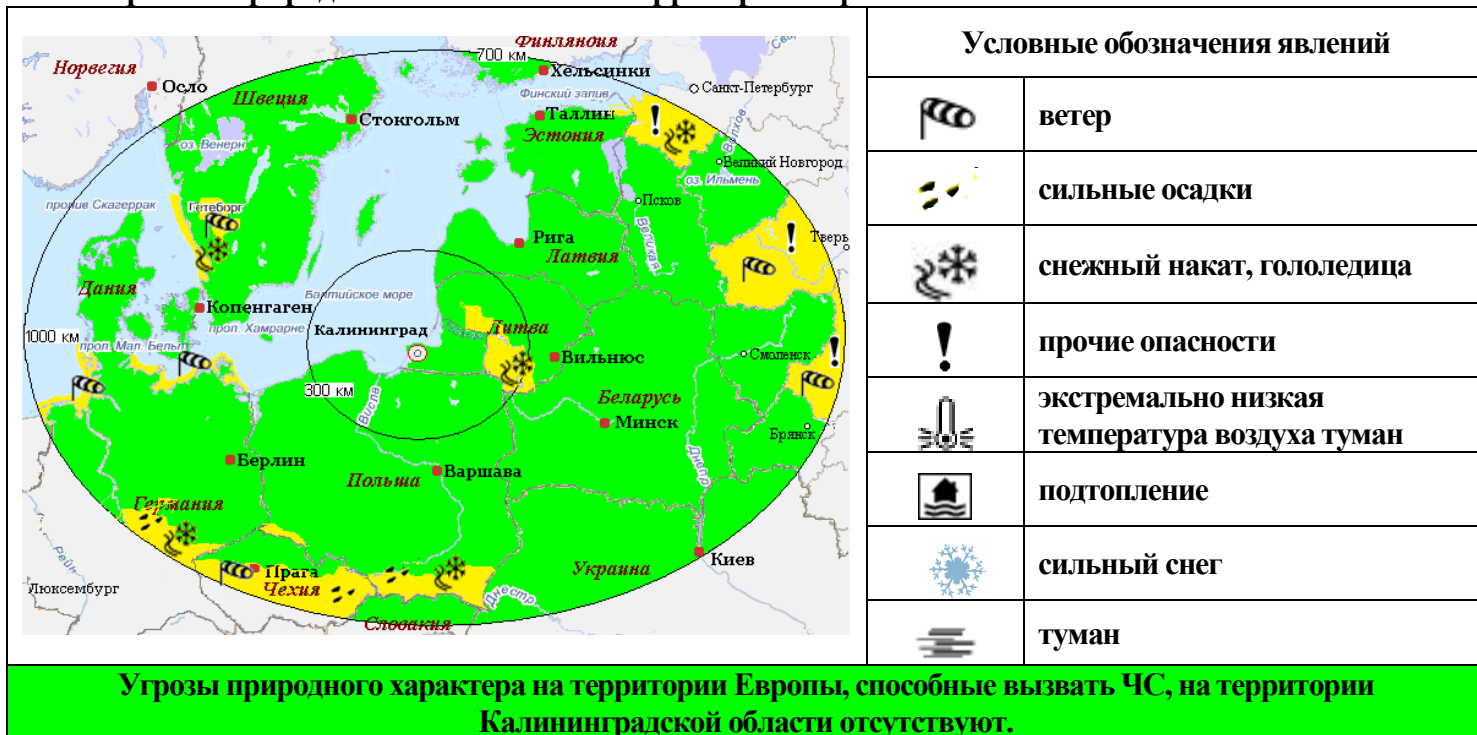 Финляндия
700 км
Норвегия
Хельсинки
Осло
Санкт-Петербург
Швеция
Финский залив
Стокгольм
Таллин
Эстония
Волхов
оз. Венерн
Великий Новгород
оз. Ильмень
пролив Скагеррак
Гетеборг
Псков
Великая
Рига
Тверь
Латвия
Дания
Балтийское море
Копенгаген
прол. Хамрарне
Калининград
Литва
1000 км
прол. Мал. Бельт
Вильнюс
Смоленск
300 км
Висла
Беларусь
Минск
Брянск
Берлин
Варшава
Польша
Днепр
Германия
Рейн
Киев
Прага
Украина
Люксембург
Чехия
Днестр
Словакия
Условные обозначения явлений
ветер
сильные осадки
снежный накат, гололедица
прочие опасности
экстремально низкая
температура воздуха туман
подтопление
сильный снег
туман
Угрозы природного характера на территории Европы, способные вызвать ЧС, на территории
Калининградской области отсутствуют.